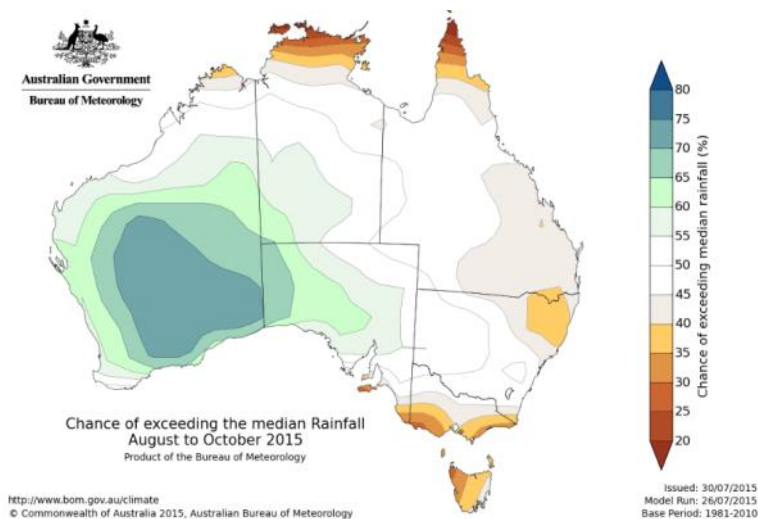 Australian Government
Bureau of Meteorology
80
75
70
65
60
55
50
45
40
35
30
25
20
Chance of exceeding median rainfall (%)
Chance of exceeding the median Rainfall
August to October 2015
Product of the Bureau of Meteorology
http://www.bom.gov.au/climate
© Commonwealth of Australia 2015, Australian Bureau of Meteorology
Issued: 30/07/2015
Model Run: 26/07/2015
Base Period: 1981-2010